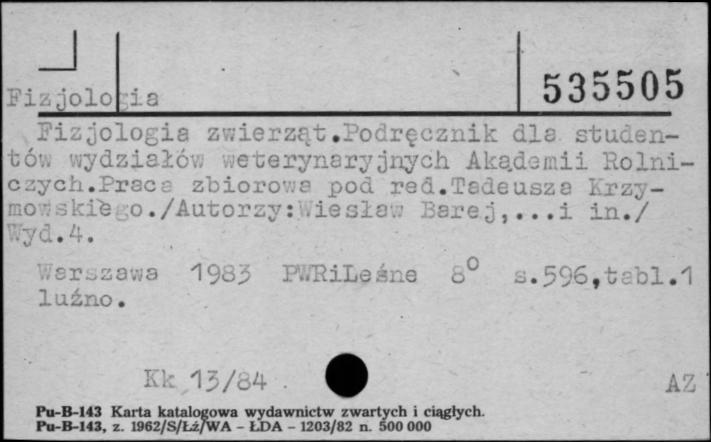 535505
Fizjologia
Fizjologia zwierząt.Podręcznik dla studen-
tów wydziałów weterynaryjnych Akademii Rolni-
czych.Praca zbiorowa pod red.Tadeusza Krzy-
mowskiego./Autorzy:Wiesław Barej,...i in./
Wyd.4.
Warszawa 1983 PWRiLeśne 8° s.596,tabl.1
luźno.
Kk 13/84 . AZ
Pu-B-143 Karta katalogowa wydawnictw zwartych i ciągłych.
Pu-B-143, z. 1962/S/Łź/WA - ŁDA - 1203/82 n. 500 000